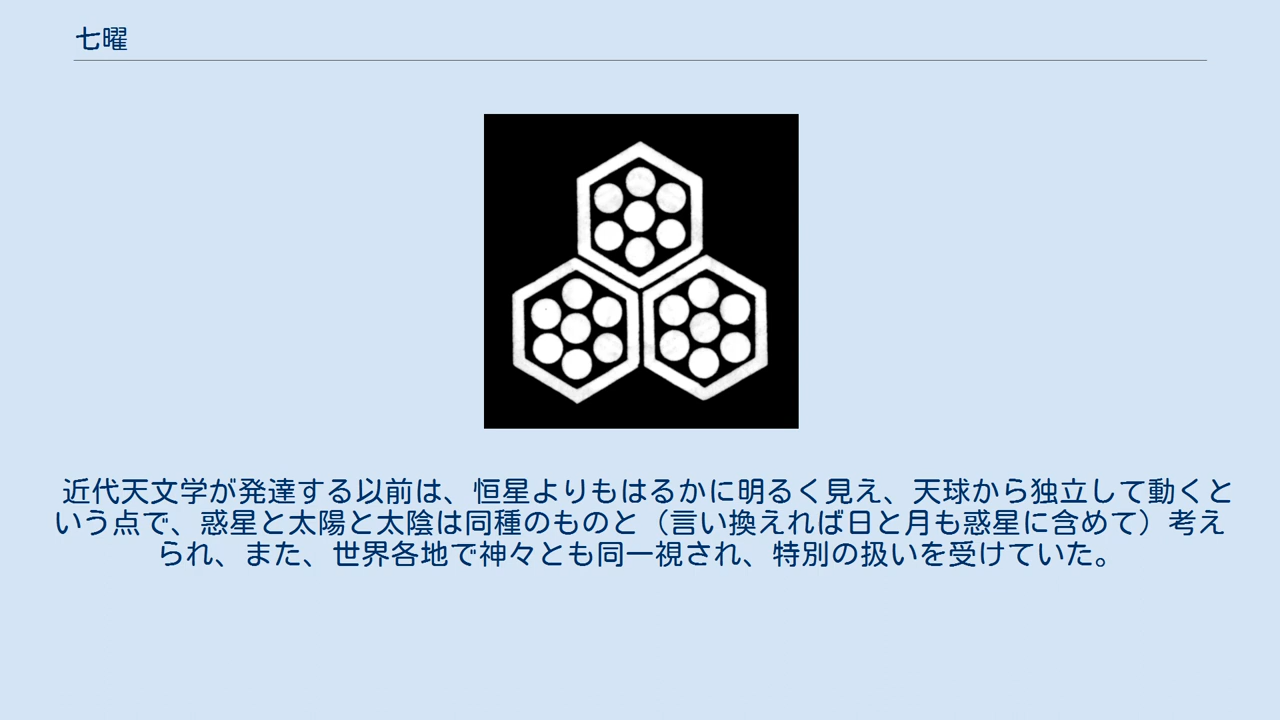 七曜
近代天文学が発達する以前は、恒星よりもはるかに明るく見え、天球から独立して動くと
いう点で、惑星と太陽と太陰は同種のものと（言い換えれば日と月も惑星に含めて）考え
られ、また、世界各地で神々とも同一視され、特別の扱いを受けていた。